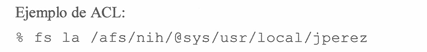 Ejemplo de ACL:
% fs la /afs/nih/@sys/usr/local/jperez